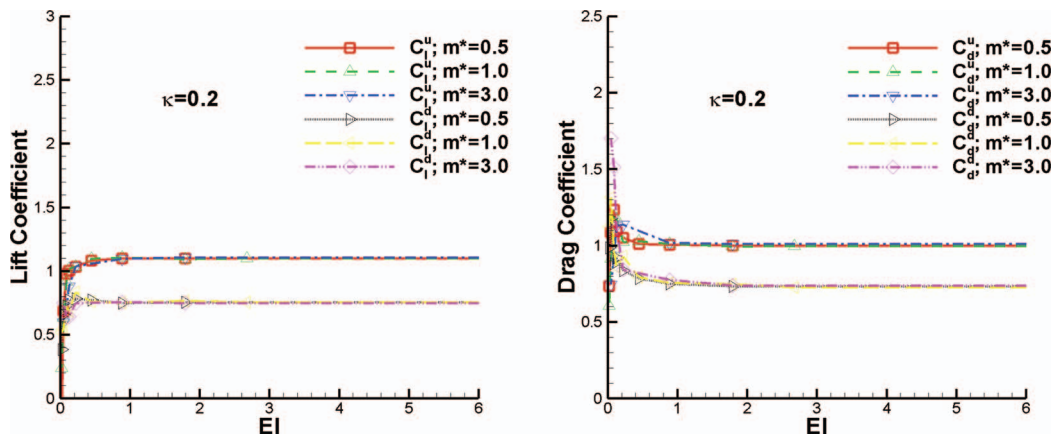 3
2.5
2
1.5
1
0.5
0
Lift Coefficient
κ=0.2
C_l^u; m*=0.5
C_l^u; m*=1.0
C_l^u; m*=3.0
C_l^d; m*=0.5
C_l^d; m*=1.0
C_l^d; m*=3.0
0 1 2 3 4 5 6
EI
2.5
2
1.5
1
0.5
0
Drag Coefficient
κ=0.2
C_d^u; m*=0.5
C_d^u; m*=1.0
C_d^u; m*=3.0
C_d^d; m*=0.5
C_d^d; m*=1.0
C_d^d; m*=3.0
0 1 2 3 4 5 6
EI